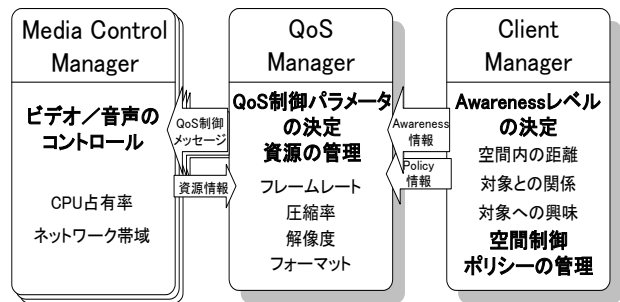 Media Control
Manager
ビデオ／音声の
コントロール
CPU占有率
ネットワーク帯域
QoS制御
メッセージ
資源情報
QoS
Manager
QoS制御パラメータ
の決定
資源の管理
フレームレート
圧縮率
解像度
フォーマット
Awareness
情報
Policy
情報
Client
Manager
Awarenessレベル
の決定
空間内の距離
対象との関係
対象への興味
空間制御
ポリシーの管理